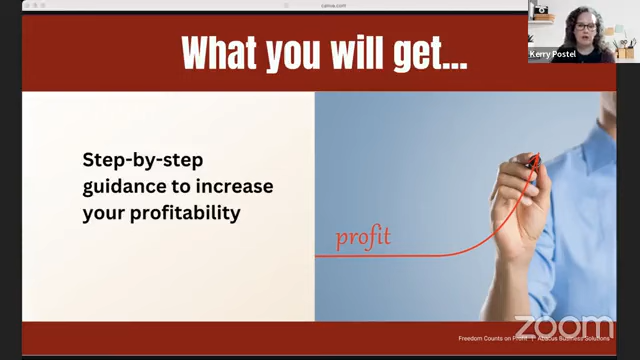 canva.com
What you will get...
Kerry Postel
Step-by-step
guidance to increase
your profitability
profit
zoom
Freedom Counts on Profit | Abacus Business Solutions